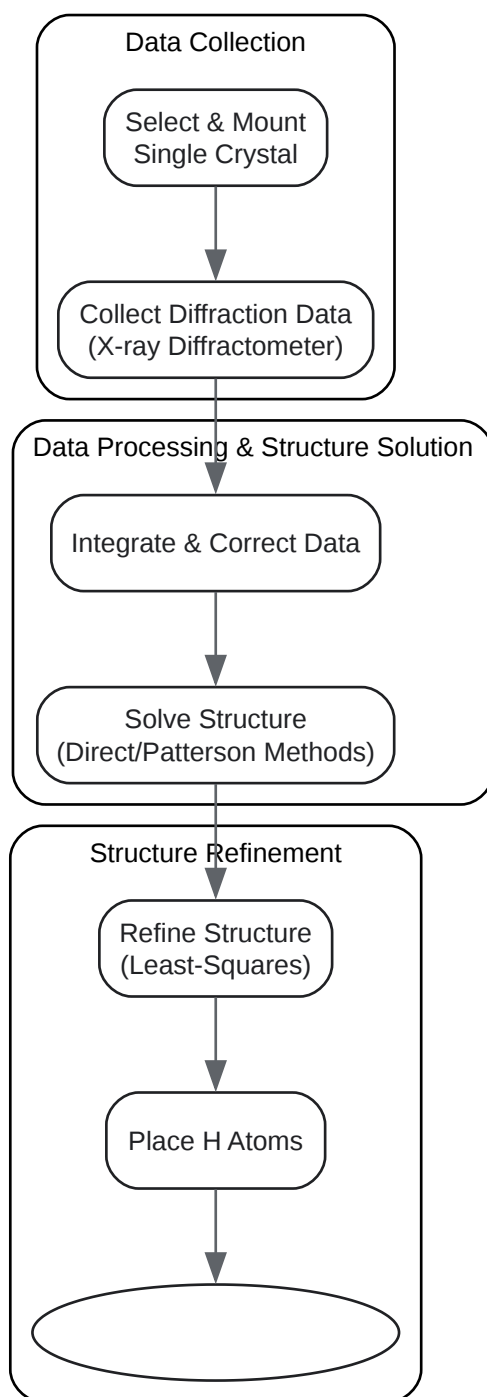 Data Collection
Select & Mount
Single Crystal
Collect Diffraction Data
(X-ray Diffractometer)
Data Processing & Structure Solution
Integrate & Correct Data
Solve Structure
(Direct/Patterson Methods)
Structure Refinement
Refine Structure
(Least-Squares)
Place H Atoms